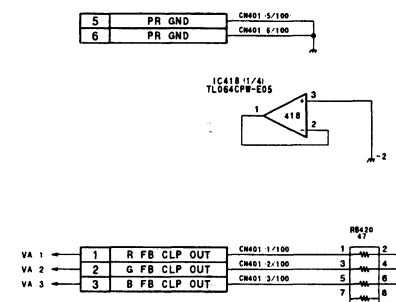 5 PR GND CN401 5/100
6 PR GND CN401 6/100
IC418 (1/4)
TL064CPW-E05
3
1 418
2
-2
RB420
47
VA 1 1 R FB CLP OUT CN401 1/100 1 2
VA 2 2 G FB CLP OUT CN401 2/100 3 4
VA 3 3 B FB CLP OUT CN401 3/100 5 6
7 8